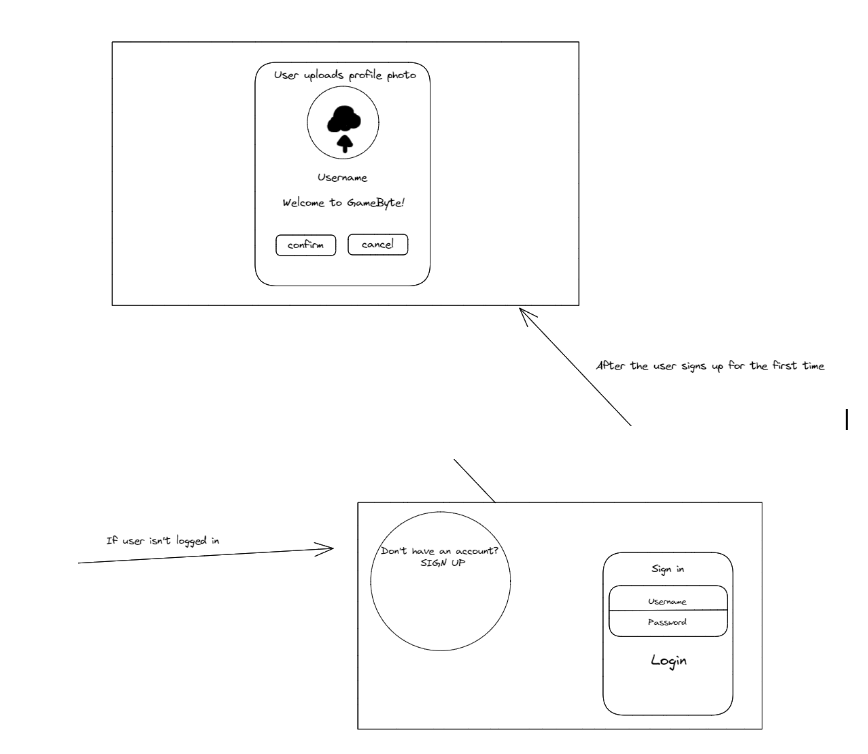 User uploads profile photo
Username
Welcome to GameByte!
confirm
cancel
After the user signs up for the first time
If user isn't logged in
Don't have an account?
SIGN UP
Sign in
Username
Password
Login